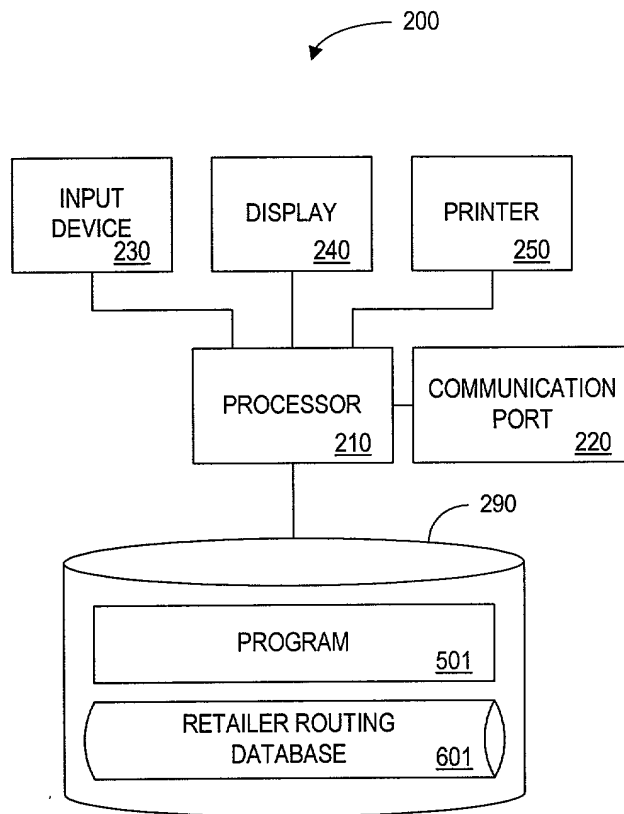 200
INPUT
DEVICE
230
DISPLAY
240
PRINTER
250
PROCESSOR
210
COMMUNICATION
PORT
220
290
PROGRAM
501
RETAILER ROUTING
DATABASE
601